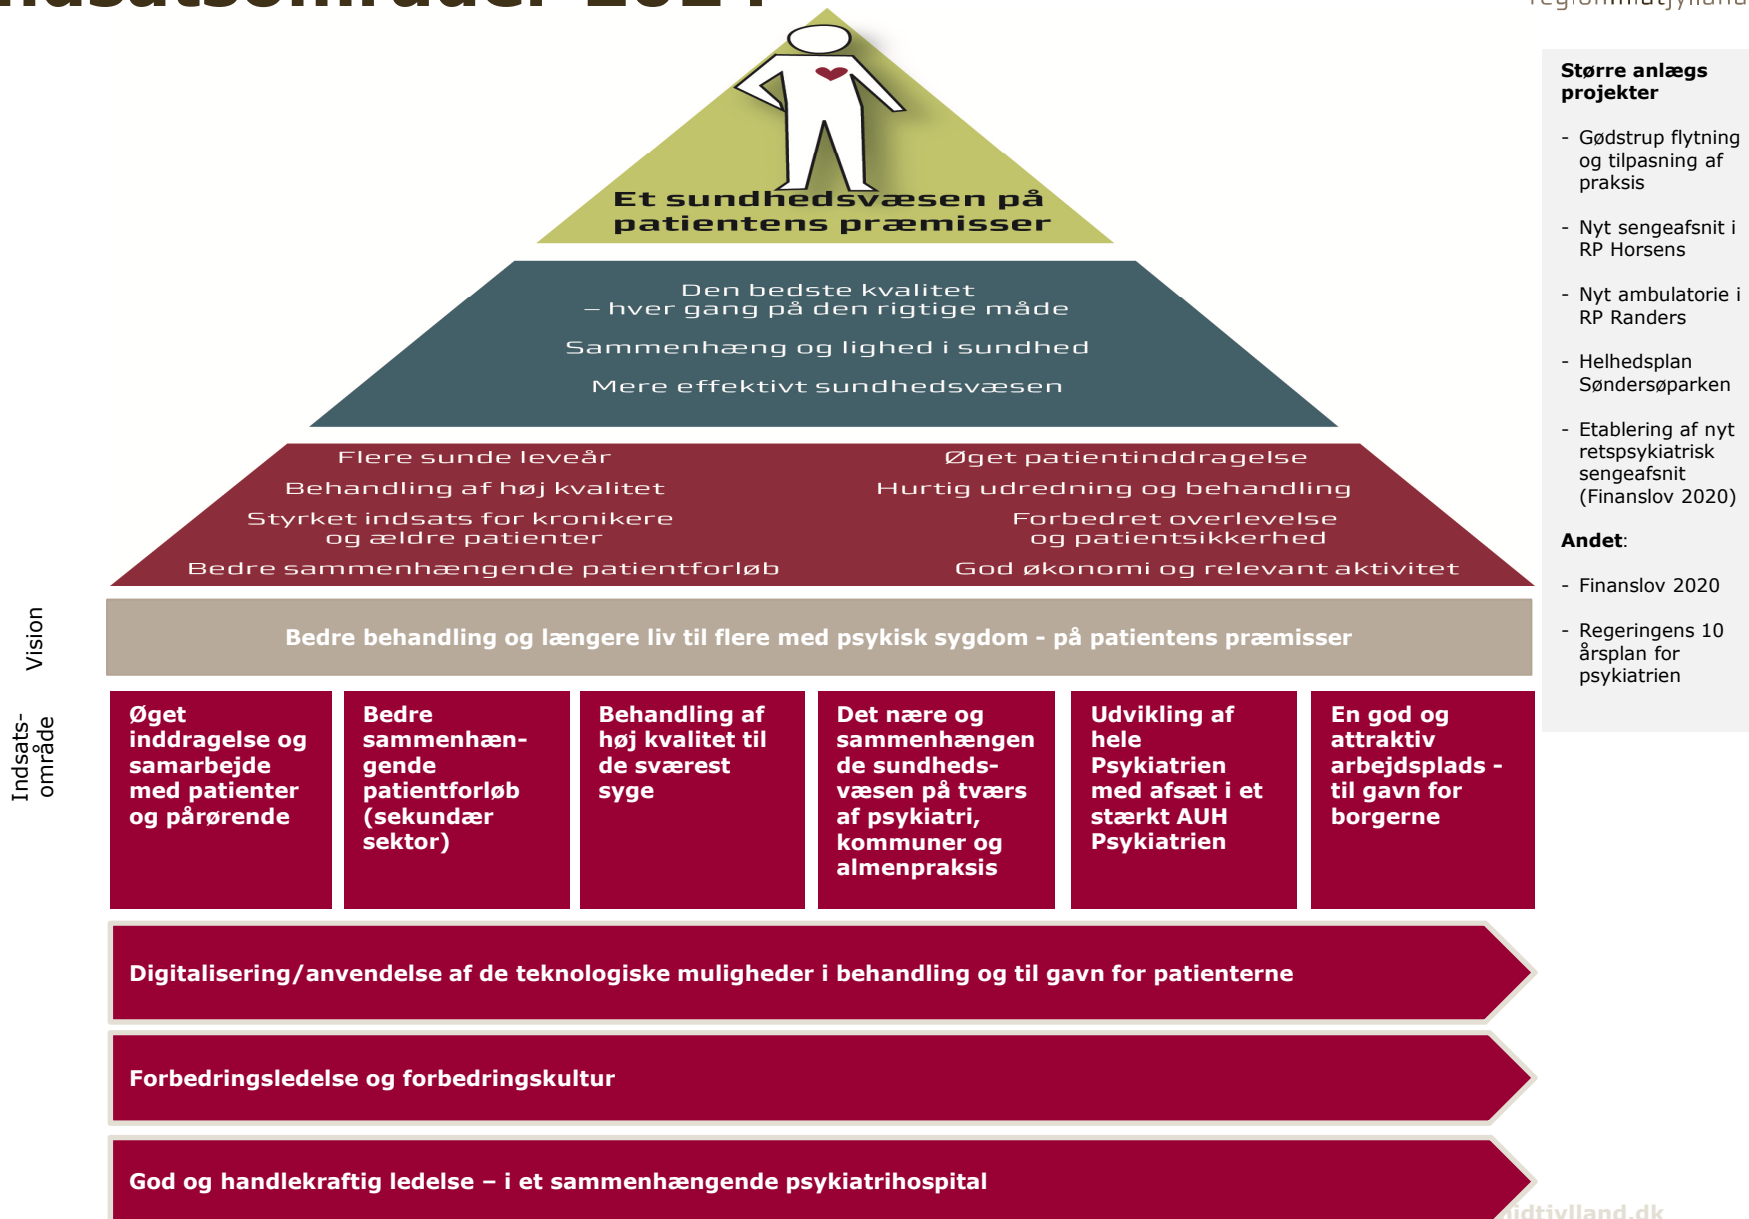 regionmidtjylland
Et sundhedsvæsen på
patientens præmisser
Den bedste kvalitet
– hver gang på den rigtige måde
Sammenhæng og lighed i sundhed
Mere effektivt sundhedsvæsen
Flere sunde leveår
Behandling af høj kvalitet
Styrket indsats for kronikere
og ældre patienter
Bedre sammenhængende patientforløb
Øget patientinddragelse
Hurtig udredning og behandling
Forbedret overlevelse
og patientsikkerhed
God økonomi og relevant aktivitet
Vision
Bedre behandling og længere liv til flere med psykisk sygdom - på patientens præmisser
Indsats-
område
Øget
inddragelse og
samarbejde
med patienter
og pårørende
Bedre
sammenhæn-
gende
patientforløb
(sekundær
sektor)
Behandling af
høj kvalitet til
de sværest
syge
Det nære og
sammenhængen
de sundheds-
væsen på tværs
af psykiatri,
kommuner og
almenpraksis
Udvikling af
hele
Psykiatrien
med afsæt i et
stærkt AUH
Psykiatrien
En god og
attraktiv
arbejdsplads -
til gavn for
borgerne
Digitalisering/anvendelse af de teknologiske muligheder i behandling og til gavn for patienterne
Forbedringsledelse og forbedringskultur
God og handlekraftig ledelse – i et sammenhængende psykiatrihospital
Større anlægs
projekter
- Gødstrup flytning
og tilpasning af
praksis
- Nyt sengeafsnit i
RP Horsens
- Nyt ambulatorie i
RP Randers
- Helhedsplan
Søndersøparken
- Etablering af nyt
retspsykiatrisk
sengeafsnit
(Finanslov 2020)
Andet:
- Finanslov 2020
- Regeringens 10
årsplan for
psykiatrien
midtjylland.dk